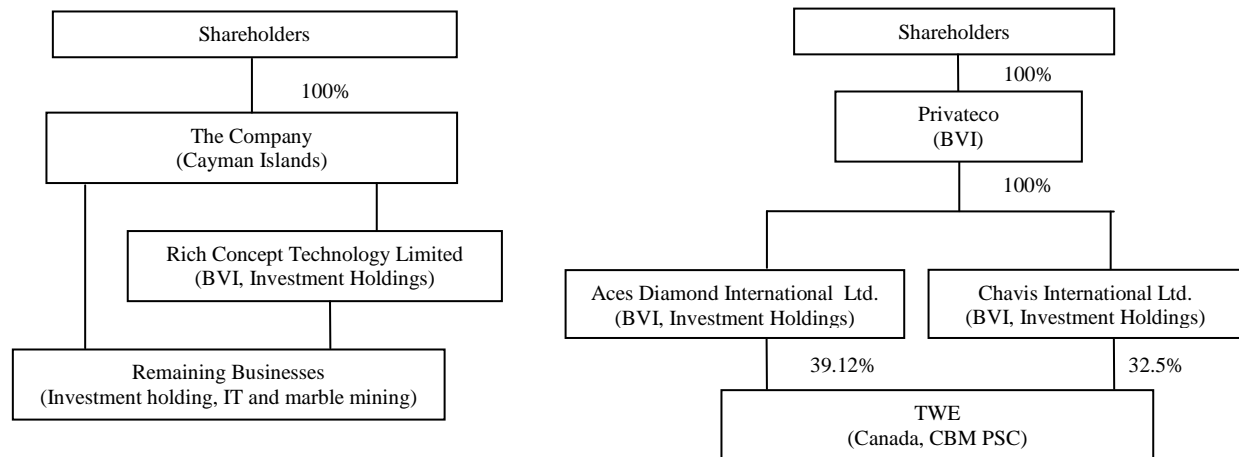 Shareholders
100%
The Company
(Cayman Islands)
Rich Concept Technology Limited
(BVI, Investment Holdings)
Remaining Businesses
(Investment holding, IT and marble mining)
Shareholders
100%
Privateco
(BVI)
100%
Aces Diamond International Ltd.
(BVI, Investment Holdings)
Chavis International Ltd.
(BVI, Investment Holdings)
39.12%
32.5%
TWE
(Canada, CBM PSC)